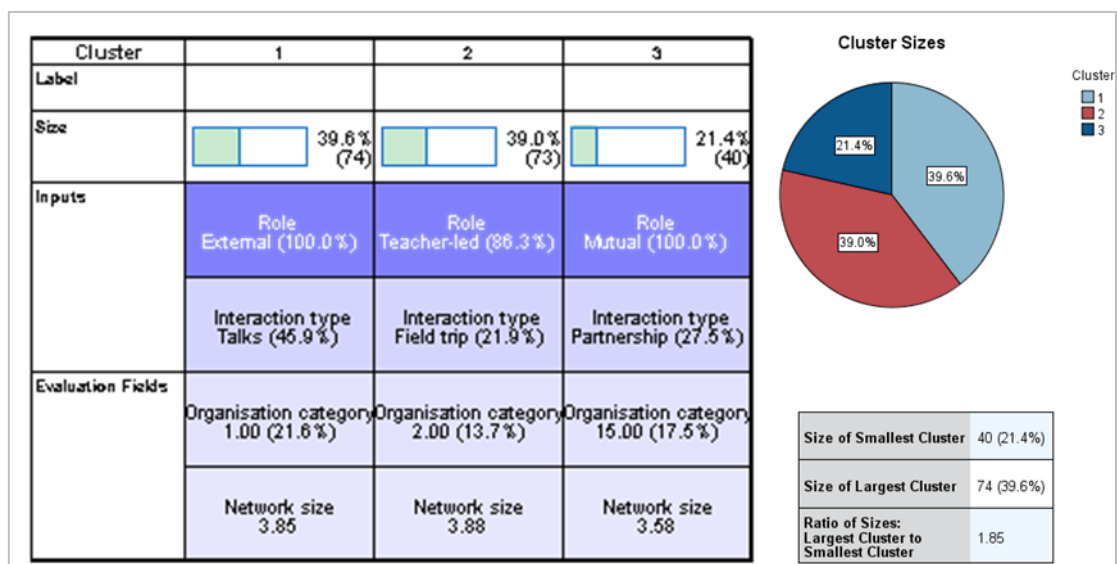 Cluster 1 2 3
Label
Size 39.6% 39.0% 21.4%
(74) (73) (40)
Inputs
Role Role Role
External (100.0%) Teacher-led (86.3%) Mutual (100.0%)
Interaction type Interaction type Interaction type
Talks (45.9%) Field trip (21.9%) Partnership (27.5%)
Evaluation Fields
Organisation category Organisation category Organisation category
1.00 (21.6%) 2.00 (13.7%) 15.00 (17.5%)
Network size Network size Network size
3.85 3.88 3.58
Cluster Sizes
Cluster
1
2
3
21.4%
39.6%
39.0%
Size of Smallest Cluster 40 (21.4%)
Size of Largest Cluster 74 (39.6%)
Ratio of Sizes:
Largest Cluster to 1.85
Smallest Cluster